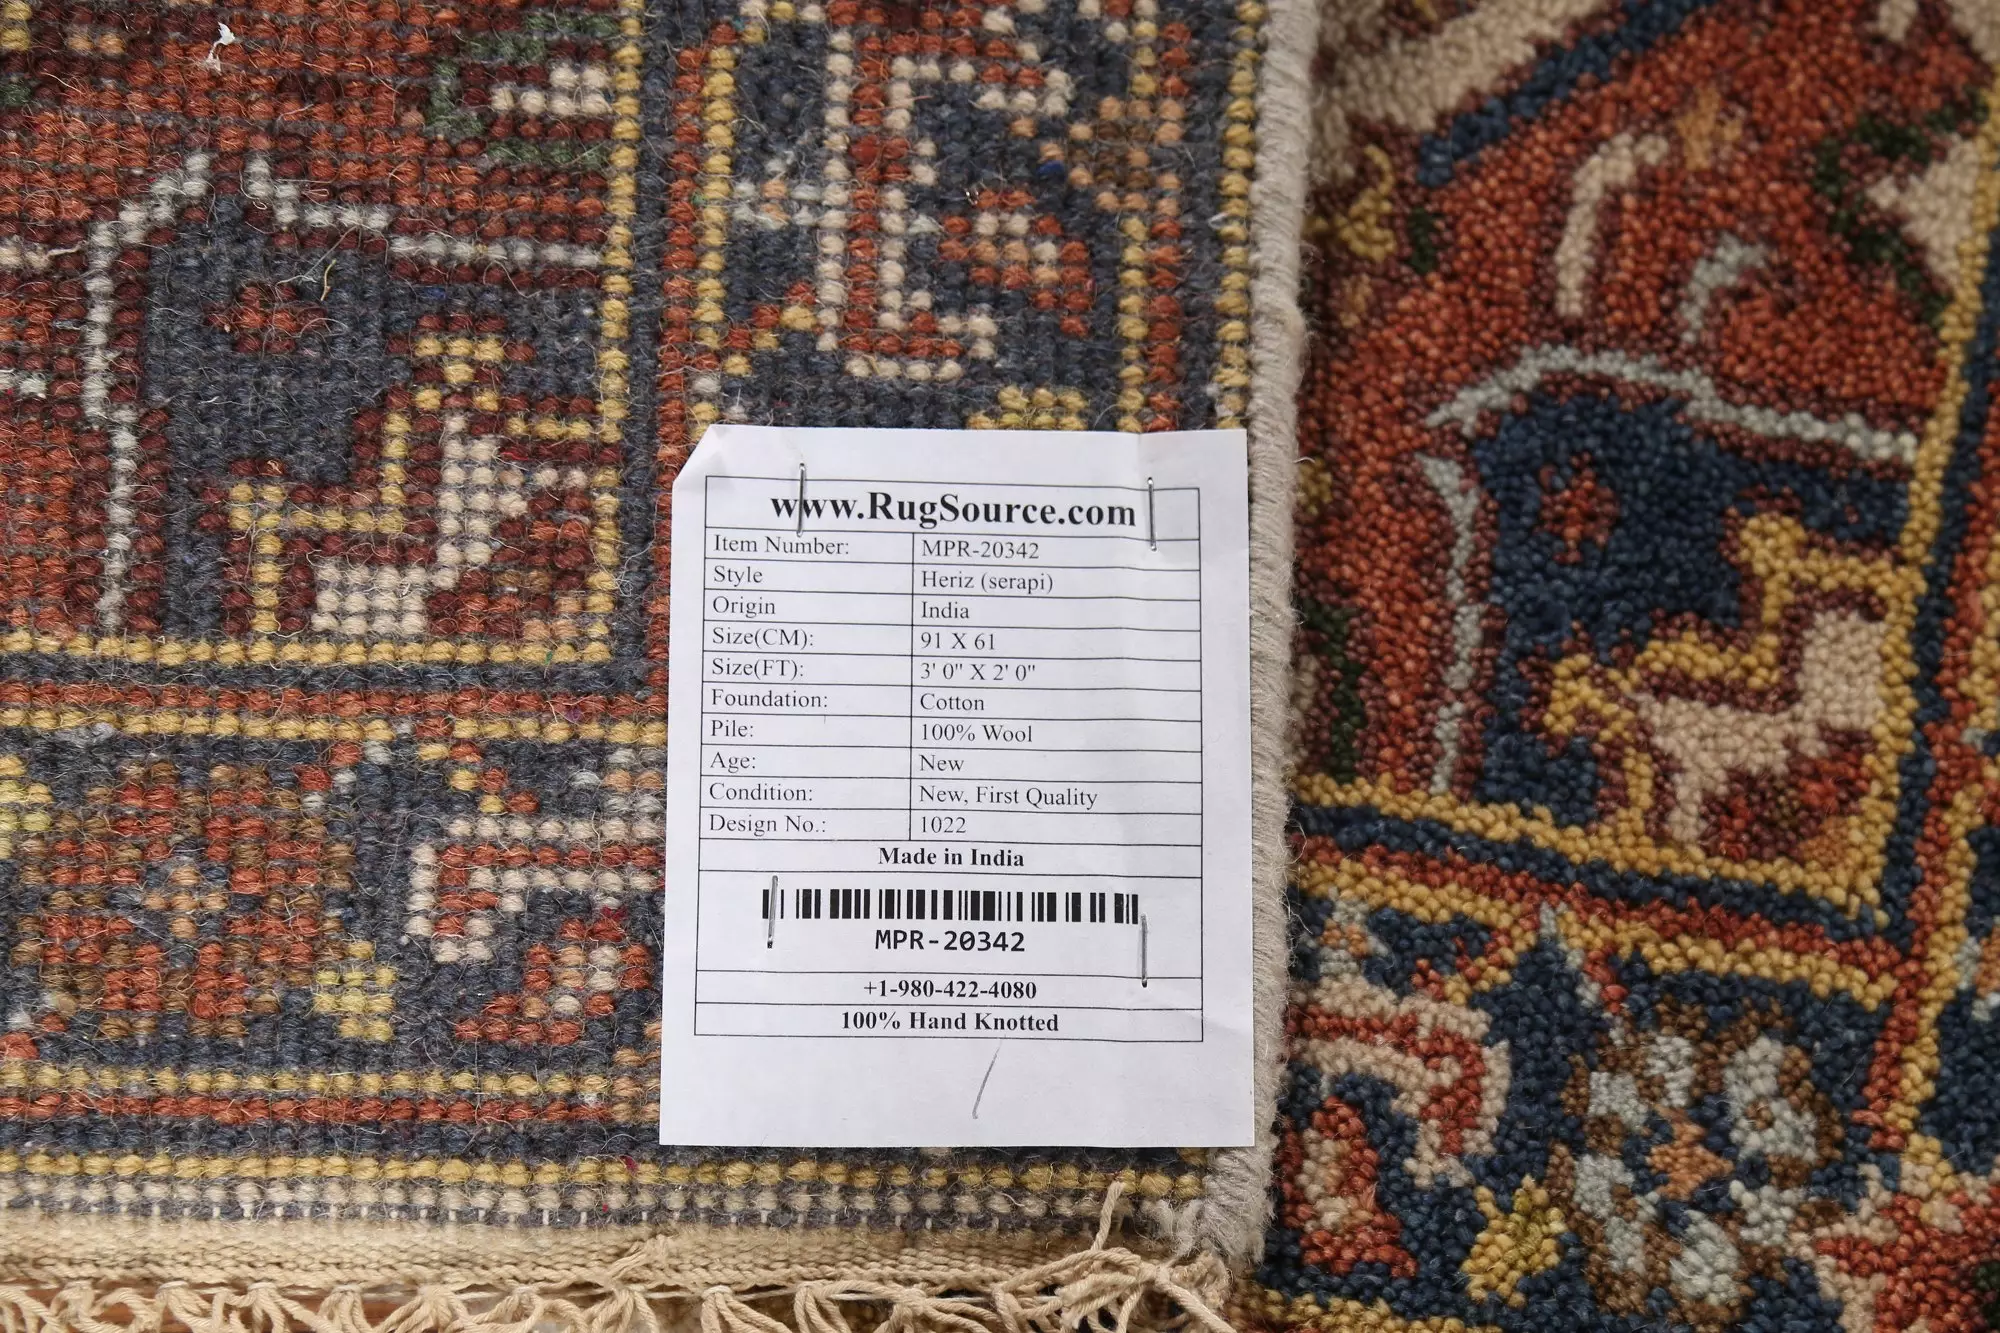 www.RugSource.com
Item Number: MPR-20342
Style Heriz (serapi)
Origin India
Size(CM): 91 X 61
Size(FT): 3' 0" X 2' 0"
Foundation: Cotton
Pile: 100% Wool
Age: New
Condition: New, First Quality
Design No.: 1022
Made in India
MPR-20342
+1-980-422-4080
100% Hand Knotted